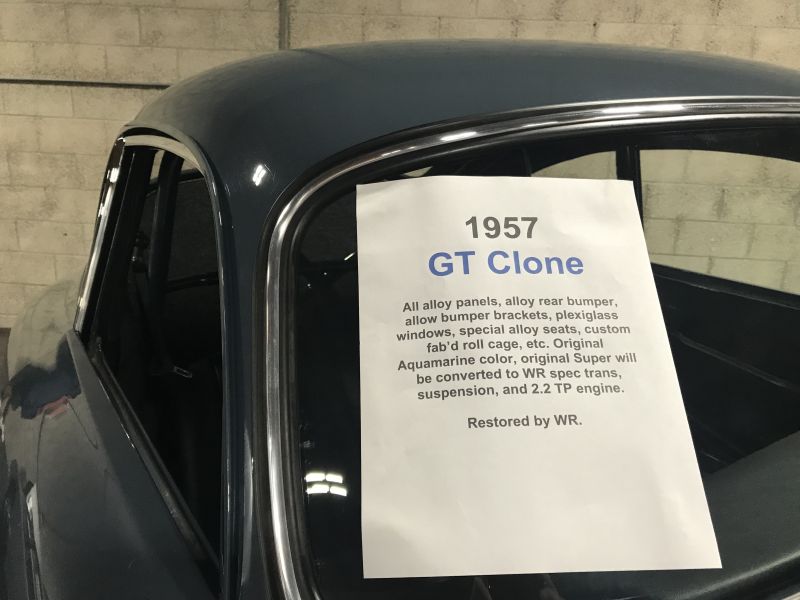 1957
GT Clone
All alloy panels, alloy rear bumper,
allow bumper brackets, plexiglass
windows, special alloy seats, custom
fab'd roll cage, etc. Original
Aquamarine color, original Super will
be converted to WR spec trans,
suspension, and 2.2 TP engine.
Restored by WR.